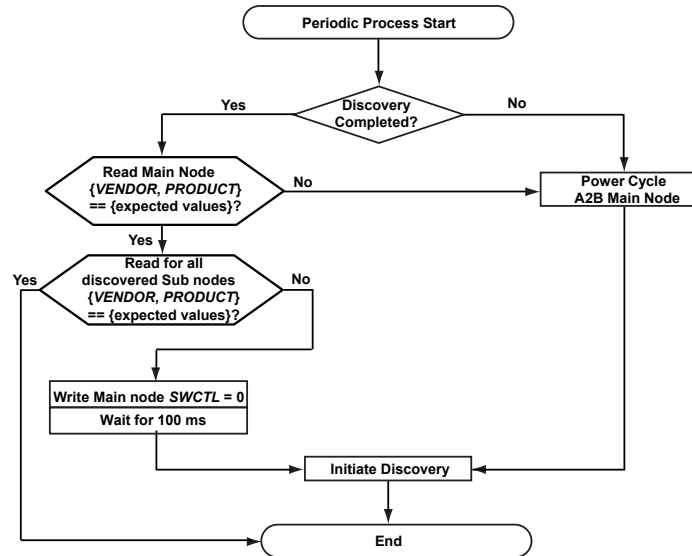 Periodic Process Start
Yes
Discovery
Completed?
No
Read Main Node
{VENDOR, PRODUCT}
== {expected values}?
No
Power Cycle
A2B Main Node
Yes
Yes
Read for all
discovered Sub nodes
{VENDOR, PRODUCT}
== {expected values}?
No
Write Main node SWCTL = 0
Wait for 100 ms
Initiate Discovery
End